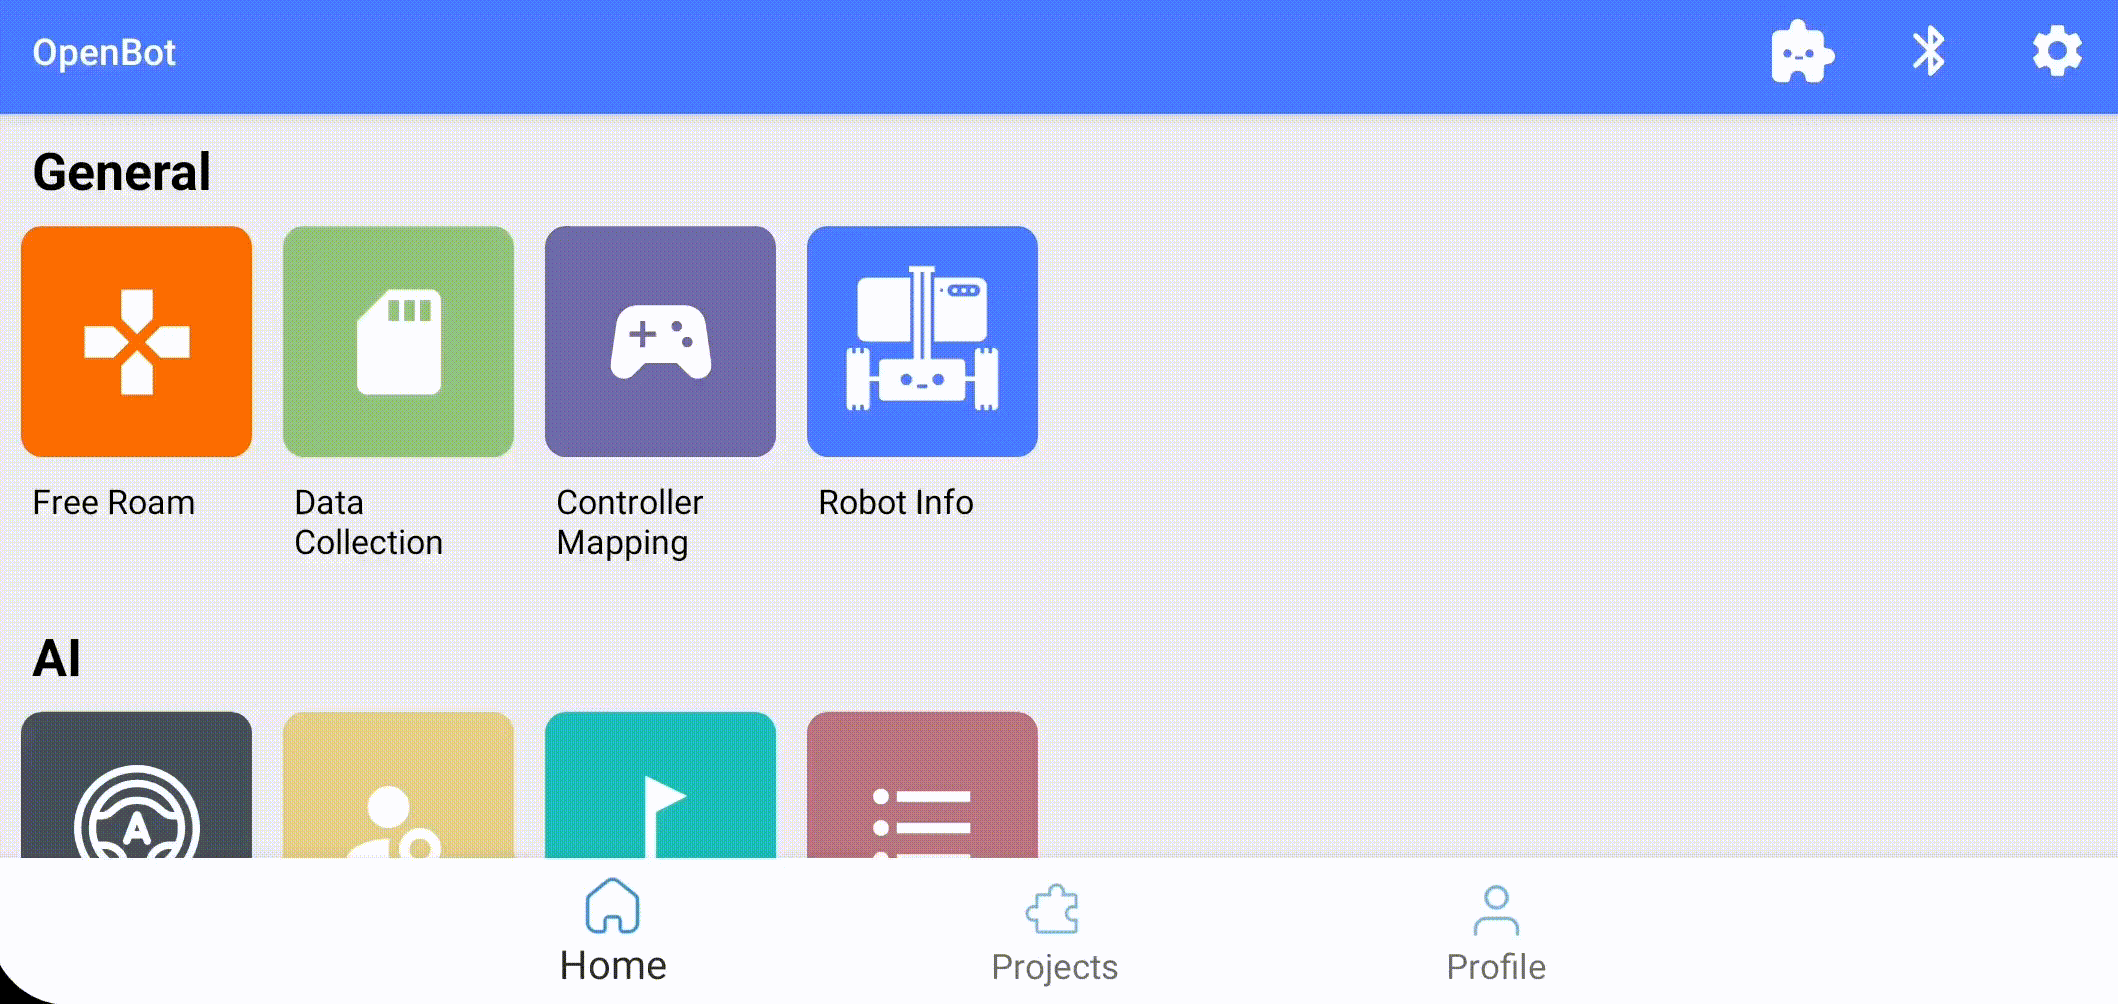 OpenBot
General
Free Roam
Data
Collection
Controller
Mapping
Robot Info
AI
A
Home
Projects
Profile